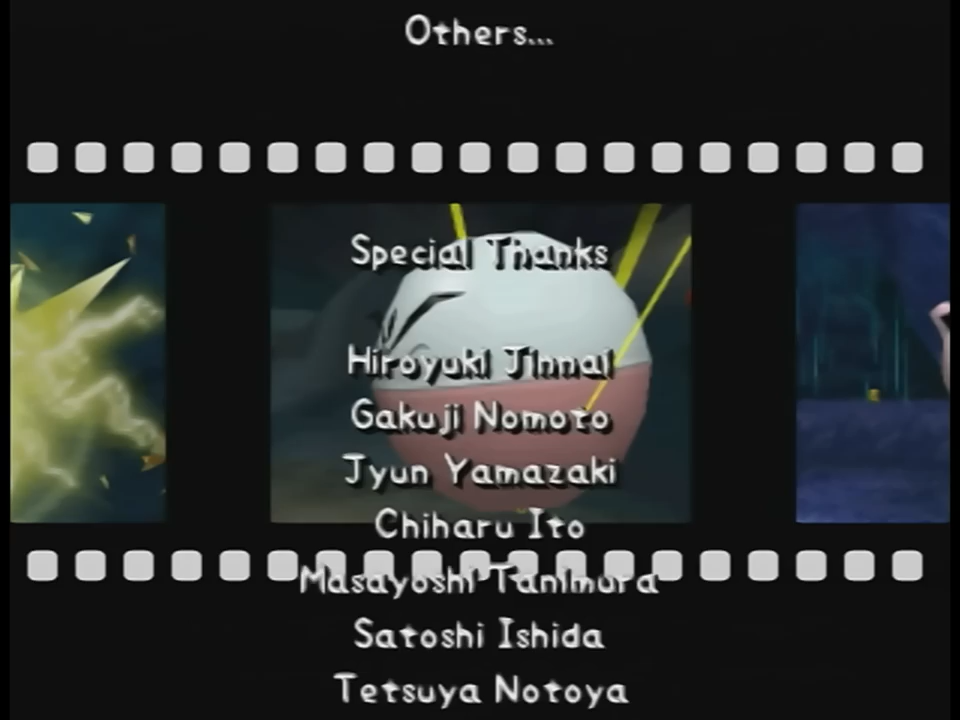 Others...
Special Thanks
Hiroyuki Jinnai
Gakuji Nomoto
Jyun Yamazaki
Chiharu Ito
Masayoshi Tanimura
Satoshi Ishida
Tetsuya Notoya